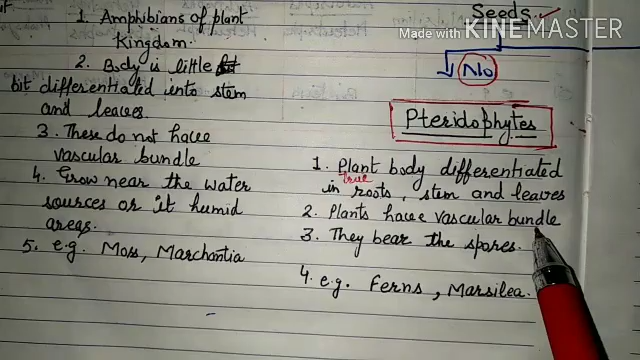 1. Amphibians of plant
Kingdom.
2. Body is little
bit differentiated into stem
and leaves
3. These do not have
vascular bundle
4. Grow near the water
sources or it humid
areas.
5. e.g. Moss, Marchantia
Seeds
Made with KINEMASTER
No
Pteridophytes
1. Plant body differentiated
true
in roots, stem and leaves
2. Plants have vascular bundle
3. They bear the spores.
4. e.g. Ferns, Marsilea.